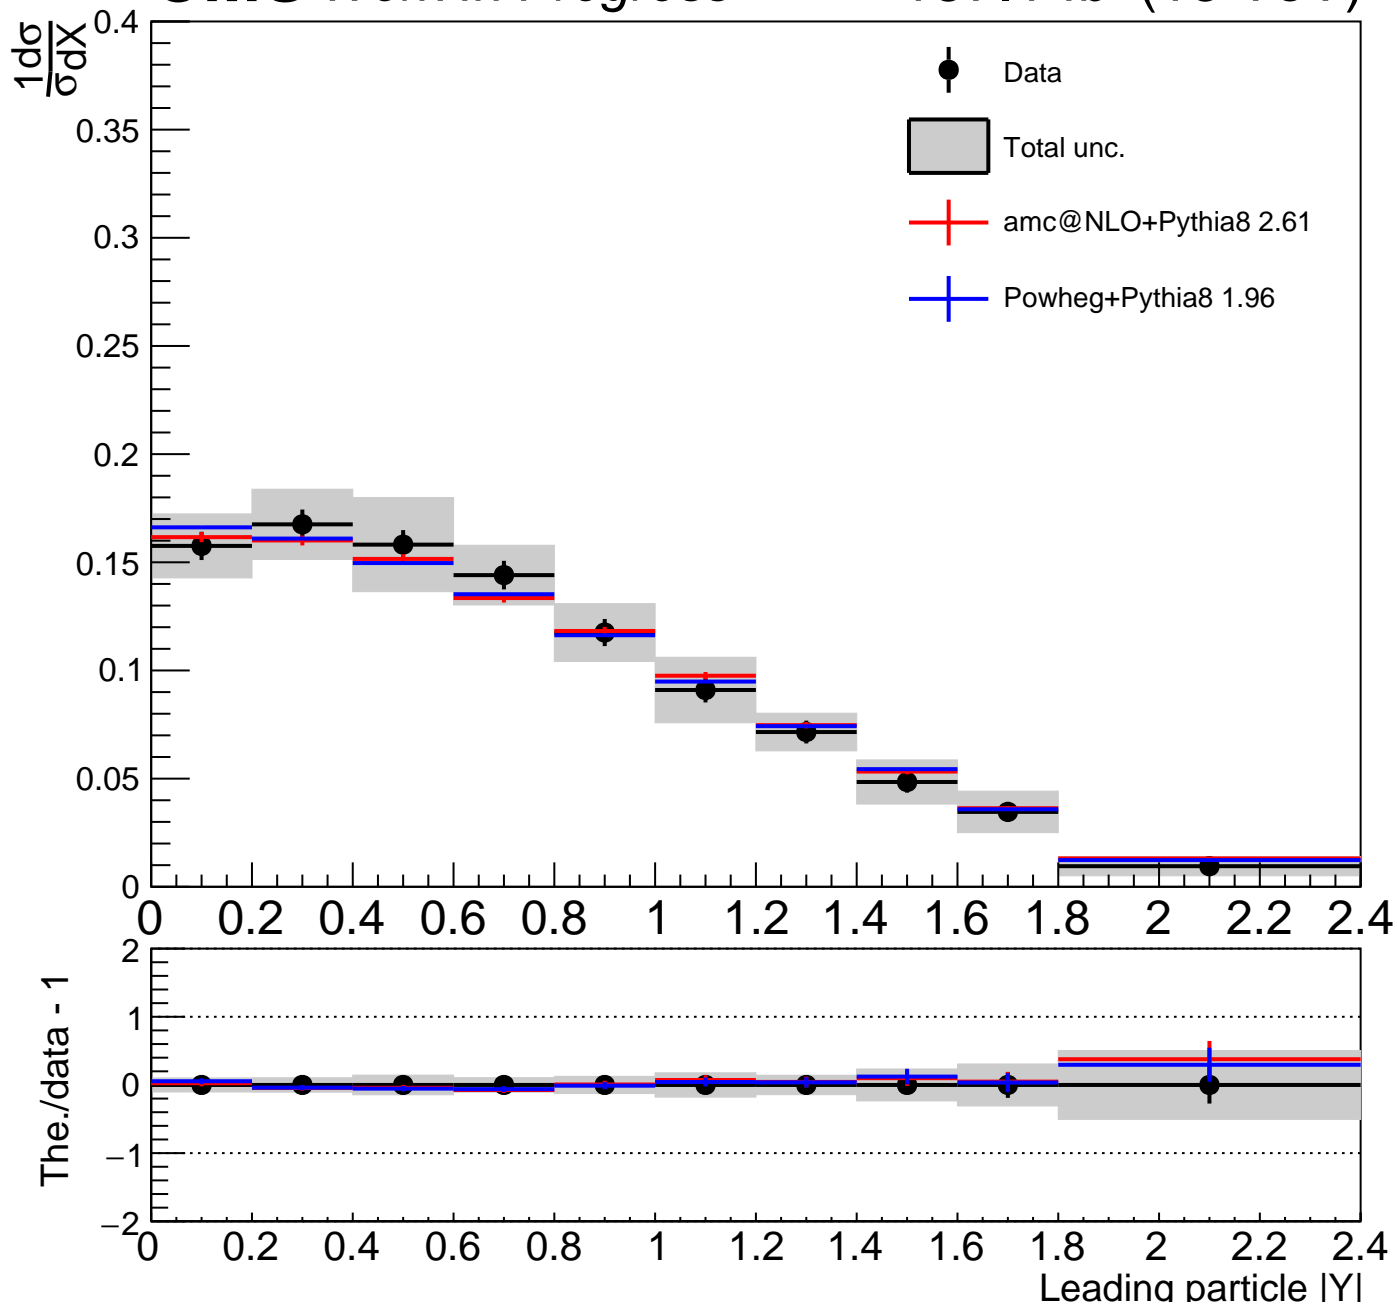 1 dσ
σ dX
0.4
0.35
0.3
0.25
0.2
0.15
0.1
0.05
0
Data
Total unc.
amc@NLO+Pythia8 2.61
Powheg+Pythia8 1.96
0 0.2 0.4 0.6 0.8 1 1.2 1.4 1.6 1.8 2 2.2 2.4
The./data - 1
2
1
0
−1
−2
0 0.2 0.4 0.6 0.8 1 1.2 1.4 1.6 1.8 2 2.2 2.4
Leading particle |Y|